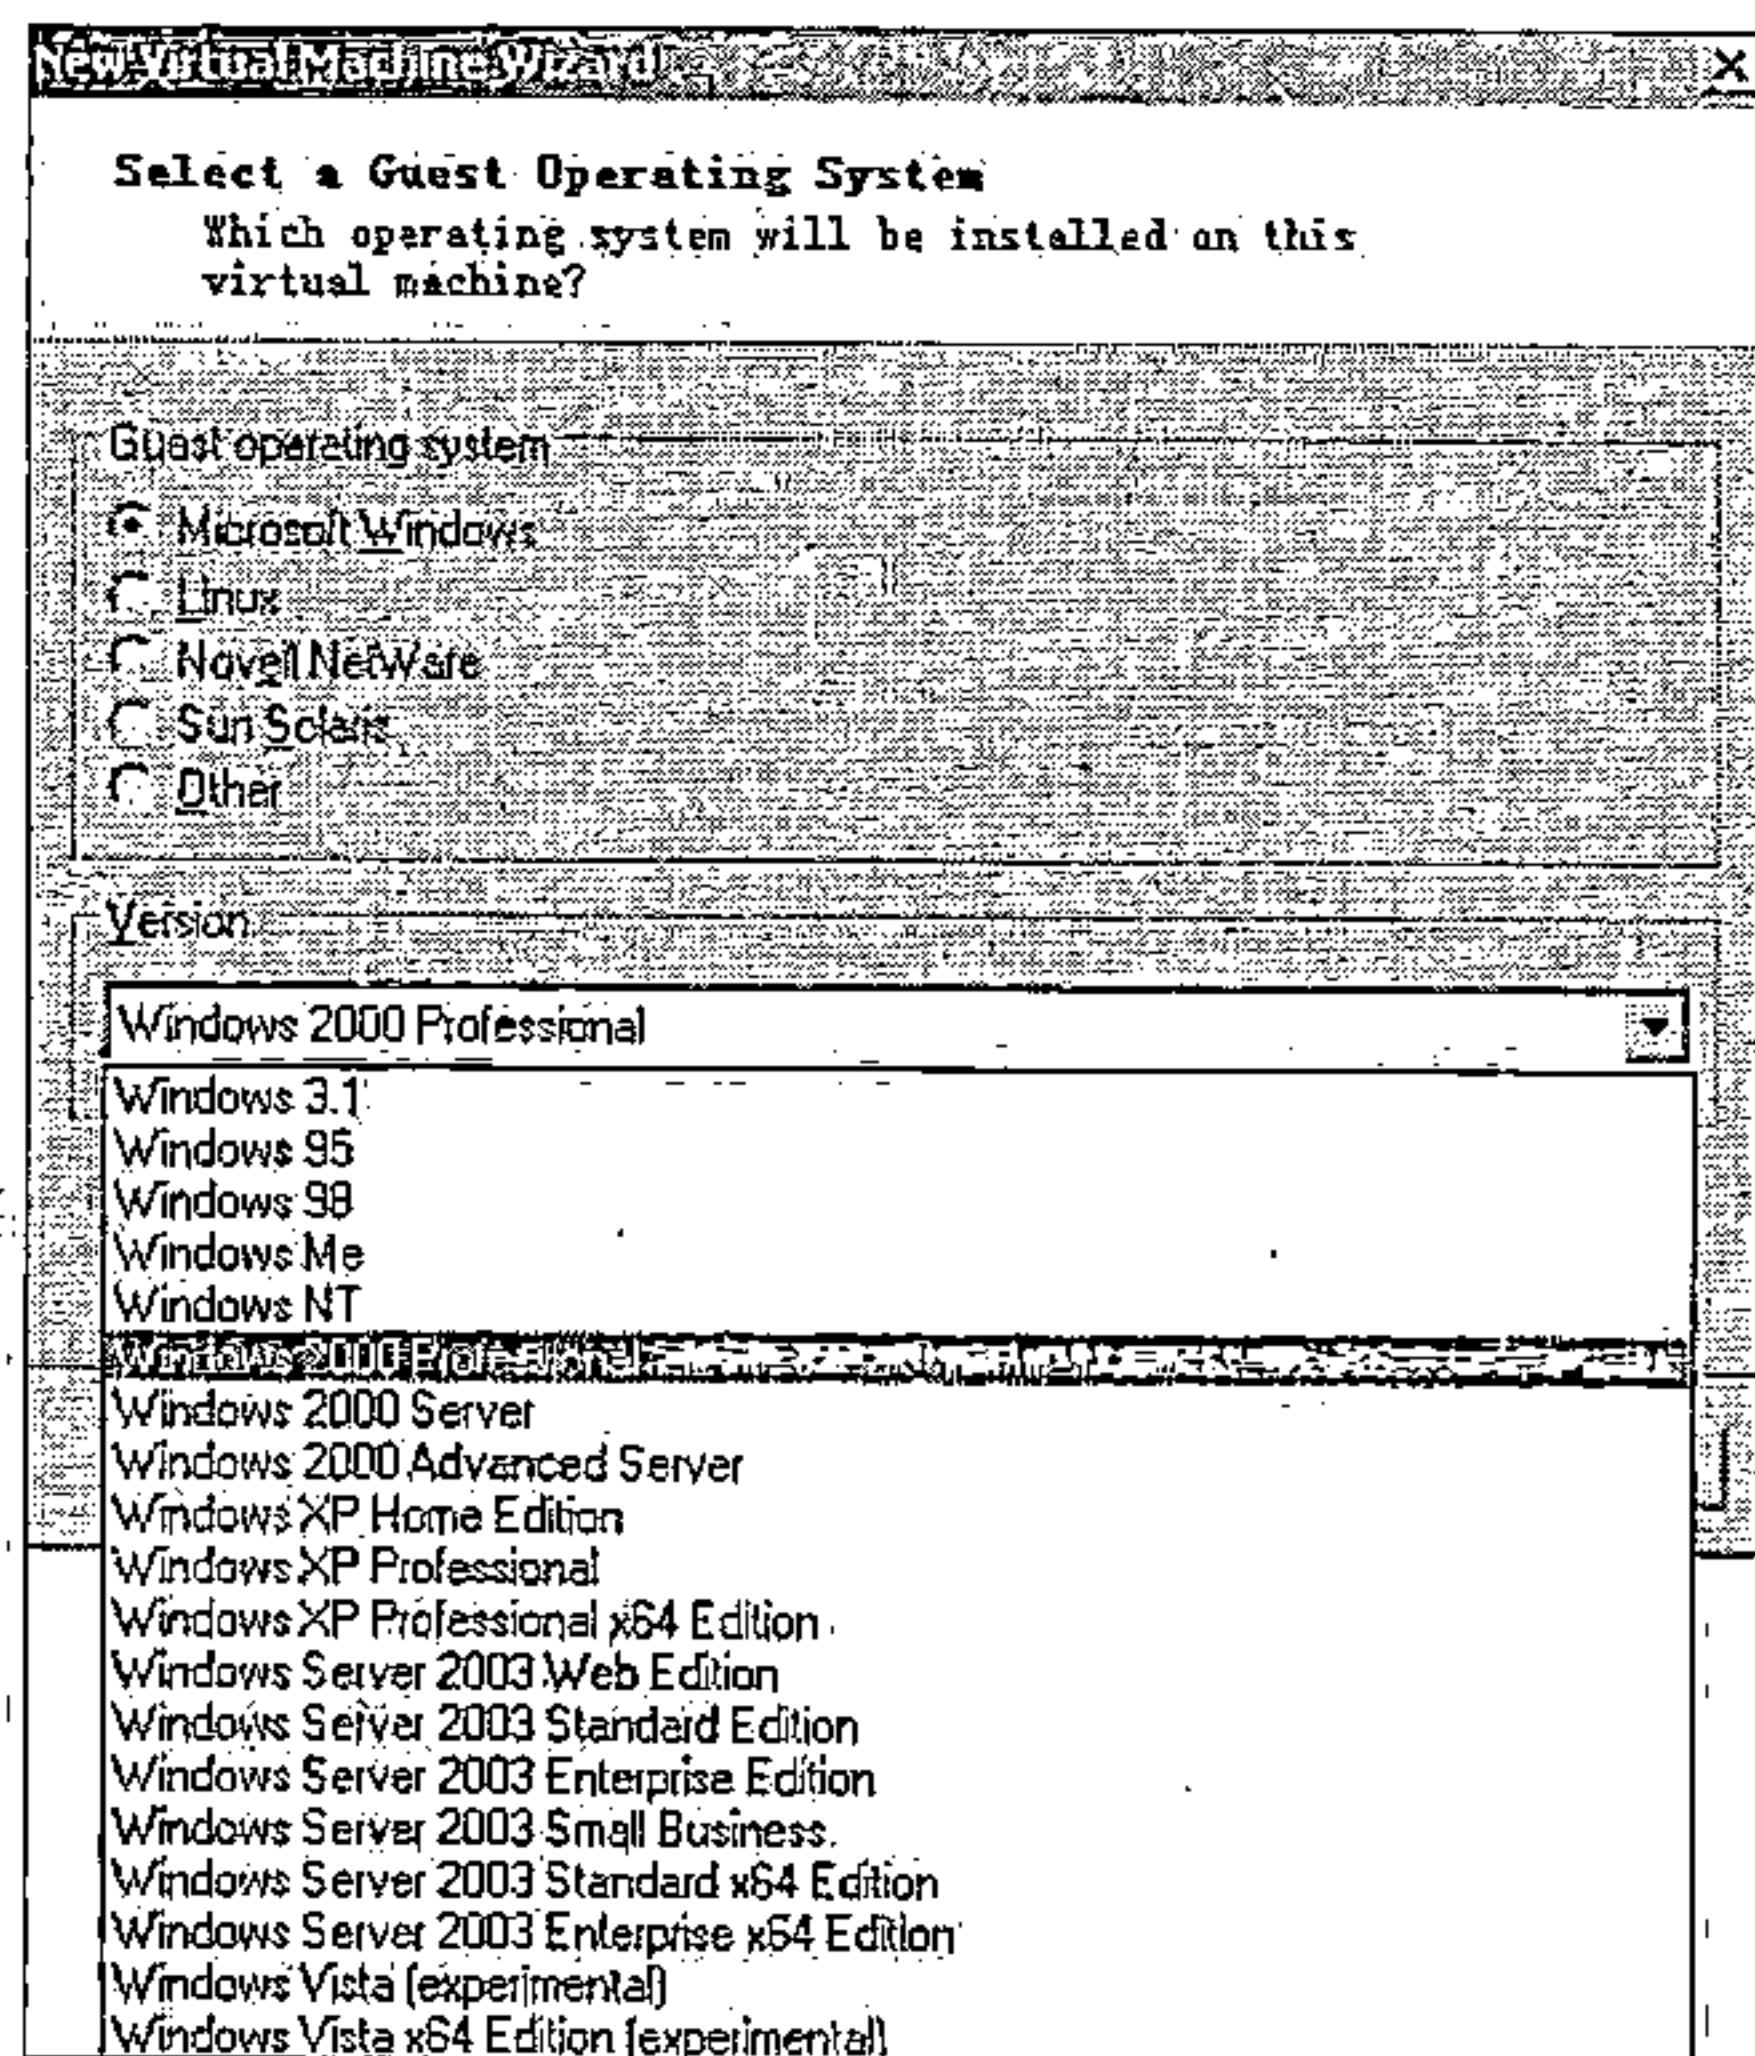 New Virtual Machine Wizard
Select a Guest Operating System
Which operating system will be installed on this
virtual machine?
Guest operating system
Microsoft Windows
Linux
Novell NetWare
Sun Solaris
Other
Version
Windows 2000 Professional
Windows 3.1
Windows 95
Windows 98
Windows Me
Windows NT
Windows 2000 Professional
Windows 2000 Server
Windows 2000 Advanced Server
Windows XP Home Edition
Windows XP Professional
Windows XP Professional x64 Edition
Windows Server 2003 Web Edition
Windows Server 2003 Standard Edition
Windows Server 2003 Enterprise Edition
Windows Server 2003 Small Business
Windows Server 2003 Standard x64 Edition
Windows Server 2003 Enterprise x64 Edition
Windows Vista (experimental)
Windows Vista x64 Edition (experimental)